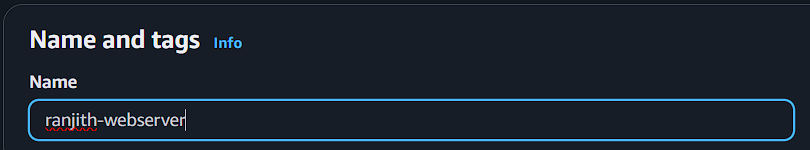 Name and tags Info
Name
ranjith-webserver